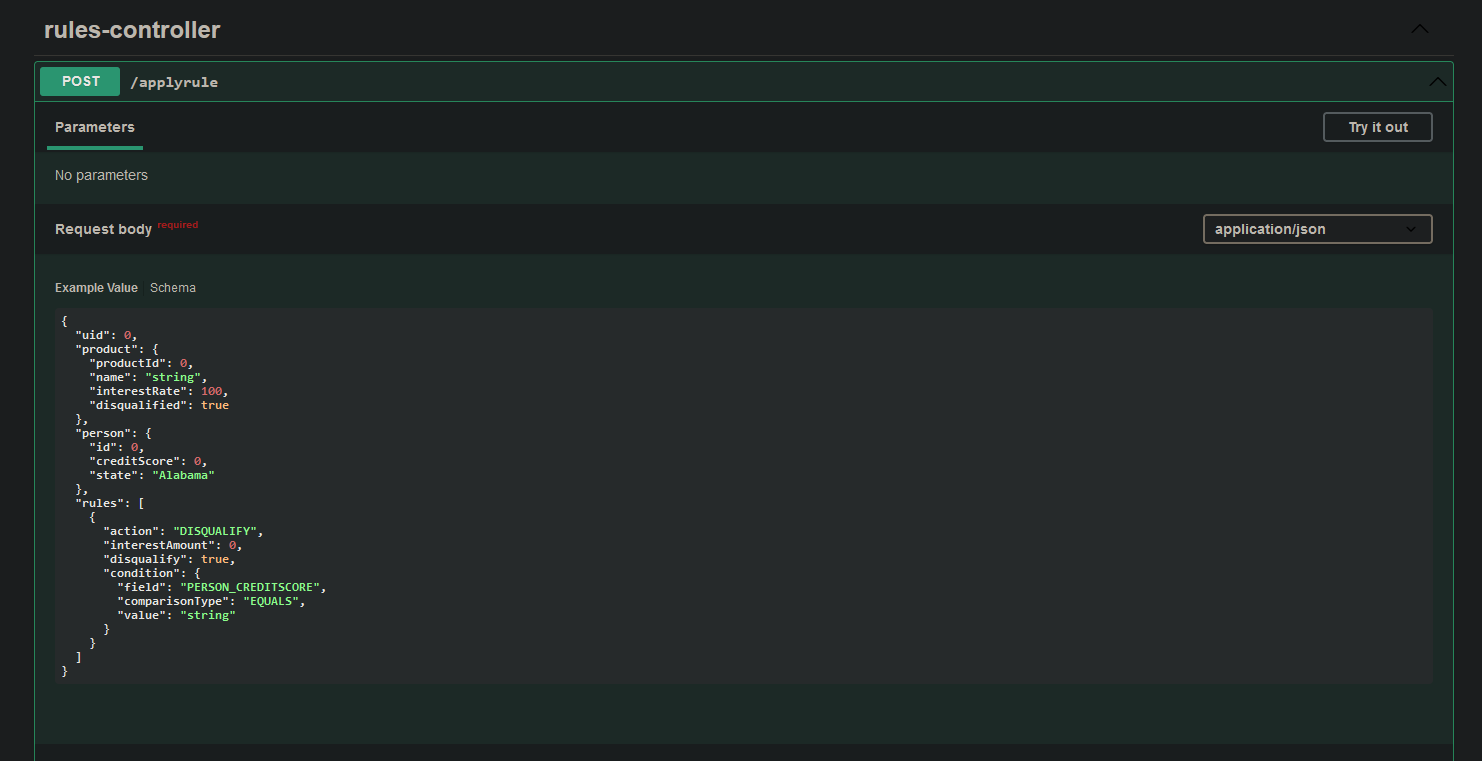 rules-controller
POST /applyrule
Parameters Try it out
No parameters
Request body required application/json
Example Value Schema
{
  "uid": 0,
  "product": {
    "productId": 0,
    "name": "string",
    "interestRate": 100,
    "disqualified": true
  },
  "person": {
    "id": 0,
    "creditScore": 0,
    "state": "Alabama"
  },
  "rules": [
    {
      "action": "DISQUALIFY",
      "interestAmount": 0,
      "disqualify": true,
      "condition": {
        "field": "PERSON_CREDITSCORE",
        "comparisonType": "EQUALS",
        "value": "string"
      }
    }
  ]
}